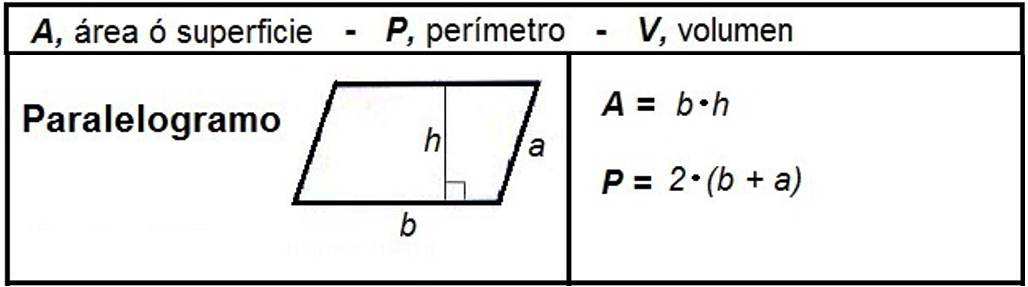 A, área ó superficie - P, perímetro - V, volumen
Paralelogramo
h
a
b
A = b•h
P = 2•(b + a)